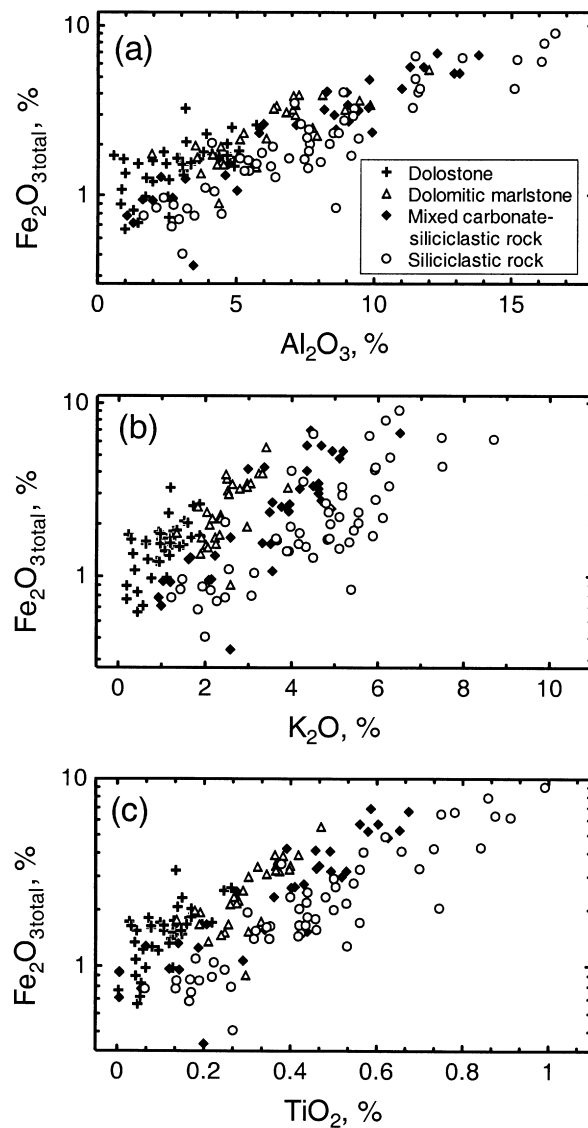 (a)
10
1
Fe₂O₃total, %
0 5 10 15
Al₂O₃, %
Dolostone
Dolomitic marlstone
Mixed carbonate-
siliciclastic rock
Siliciclastic rock
(b)
10
1
Fe₂O₃total, %
0 2 4 6 8 10
K₂O, %
(c)
10
1
Fe₂O₃total, %
0 0.2 0.4 0.6 0.8 1
TiO₂, %